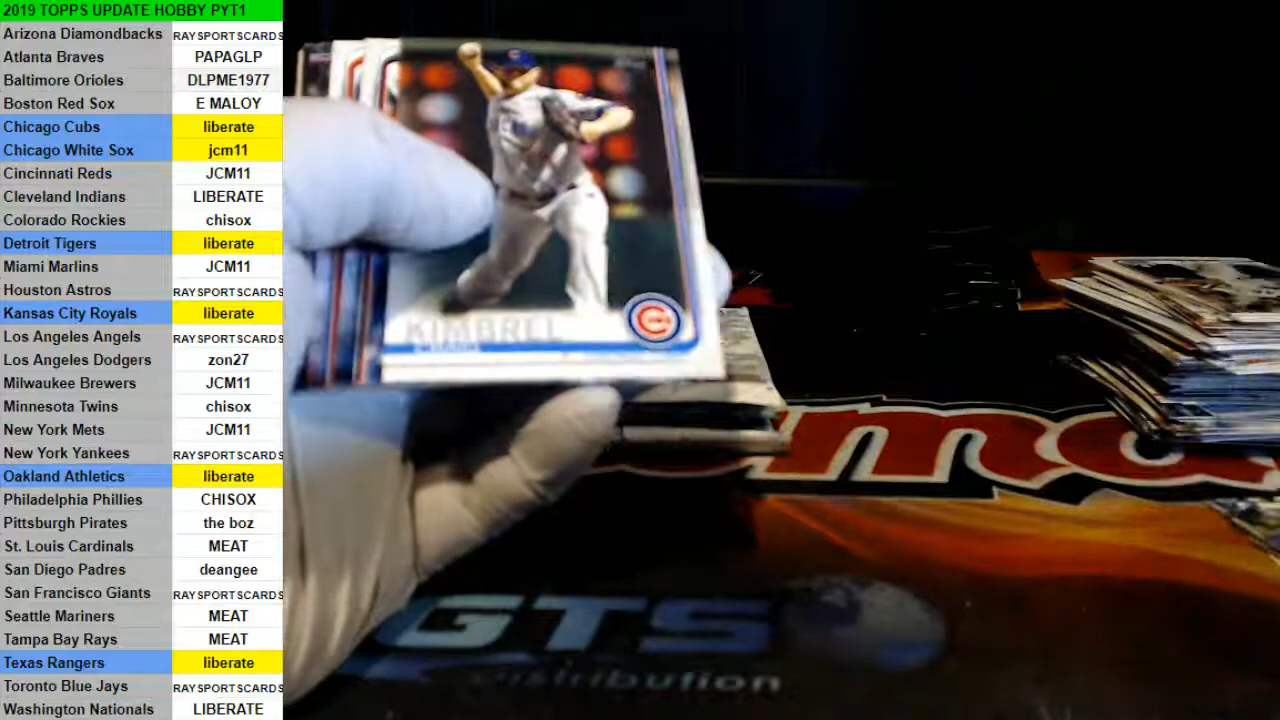 2019 TOPPS UPDATE HOBBY PYT1
Arizona Diamondbacks RAYSPORTSCARDS
Atlanta Braves PAPAGLP
Baltimore Orioles DLPME1977
Boston Red Sox E MALOY
Chicago Cubs liberate
Chicago White Sox jcm11
Cincinnati Reds JCM11
Cleveland Indians LIBERATE
Colorado Rockies chisox
Detroit Tigers liberate
Miami Marlins JCM11
Houston Astros RAYSPORTSCARDS
Kansas City Royals liberate
Los Angeles Angels RAYSPORTSCARDS
Los Angeles Dodgers zon27
Milwaukee Brewers JCM11
Minnesota Twins chisox
New York Mets JCM11
New York Yankees RAYSPORTSCARDS
Oakland Athletics liberate
Philadelphia Phillies CHISOX
Pittsburgh Pirates the boz
St. Louis Cardinals MEAT
San Diego Padres deangee
San Francisco Giants RAYSPORTSCARDS
Seattle Mariners MEAT
Tampa Bay Rays MEAT
Texas Rangers liberate
Toronto Blue Jays RAYSPORTSCARDS
Washington Nationals LIBERATE
KIMBREL
C
GTS
distribution